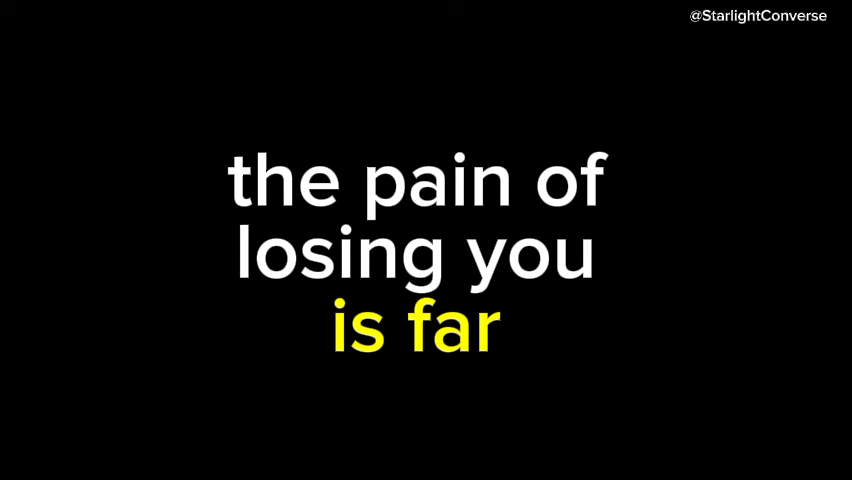 @StarlightConverse
the pain of
losing you
is far